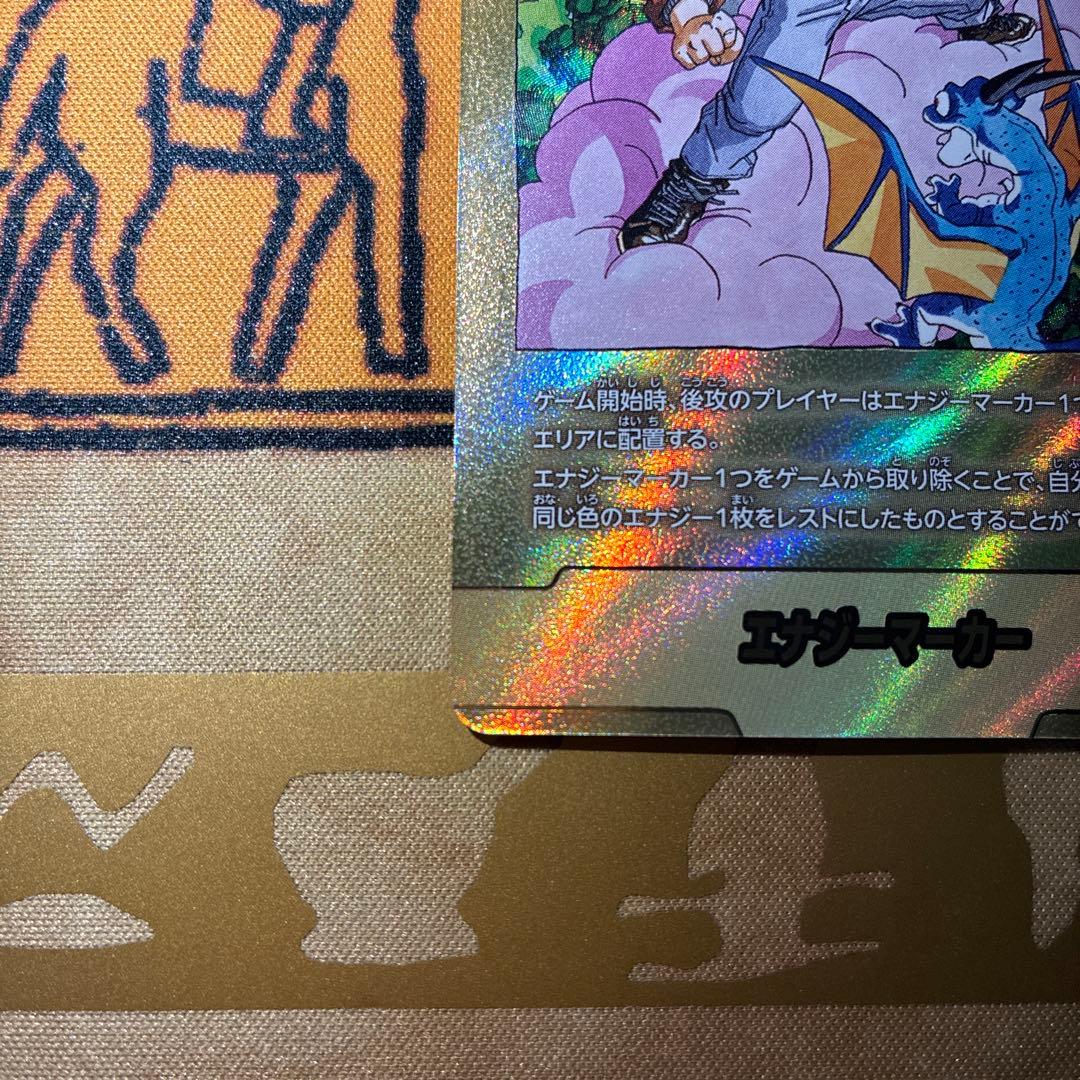 ゲーム開始時、後攻のプレイヤーはエナジーマーカー1つ
エリアに配置する。
エナジーマーカー1つをゲームから取り除くことで、自分
同じ色のエナジー1枚をレストにしたものとすることがで
エナジーマーカー